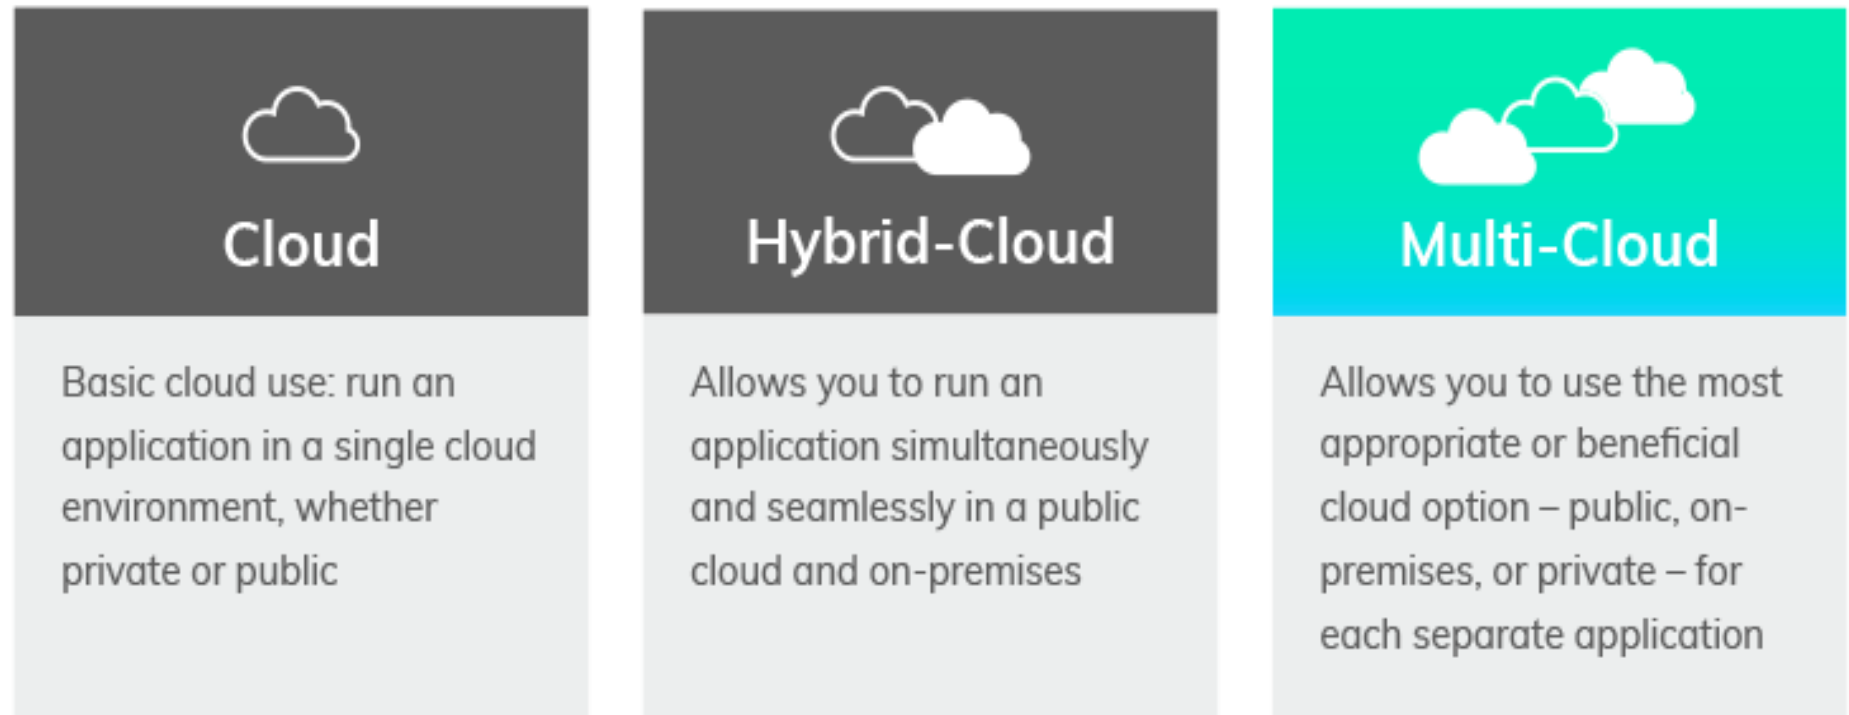 Cloud
Basic cloud use: run an
application in a single cloud
environment, whether
private or public
Hybrid-Cloud
Allows you to run an
application simultaneously
and seamlessly in a public
cloud and on-premises
Multi-Cloud
Allows you to use the most
appropriate or beneficial
cloud option – public, on-
premises, or private – for
each separate application